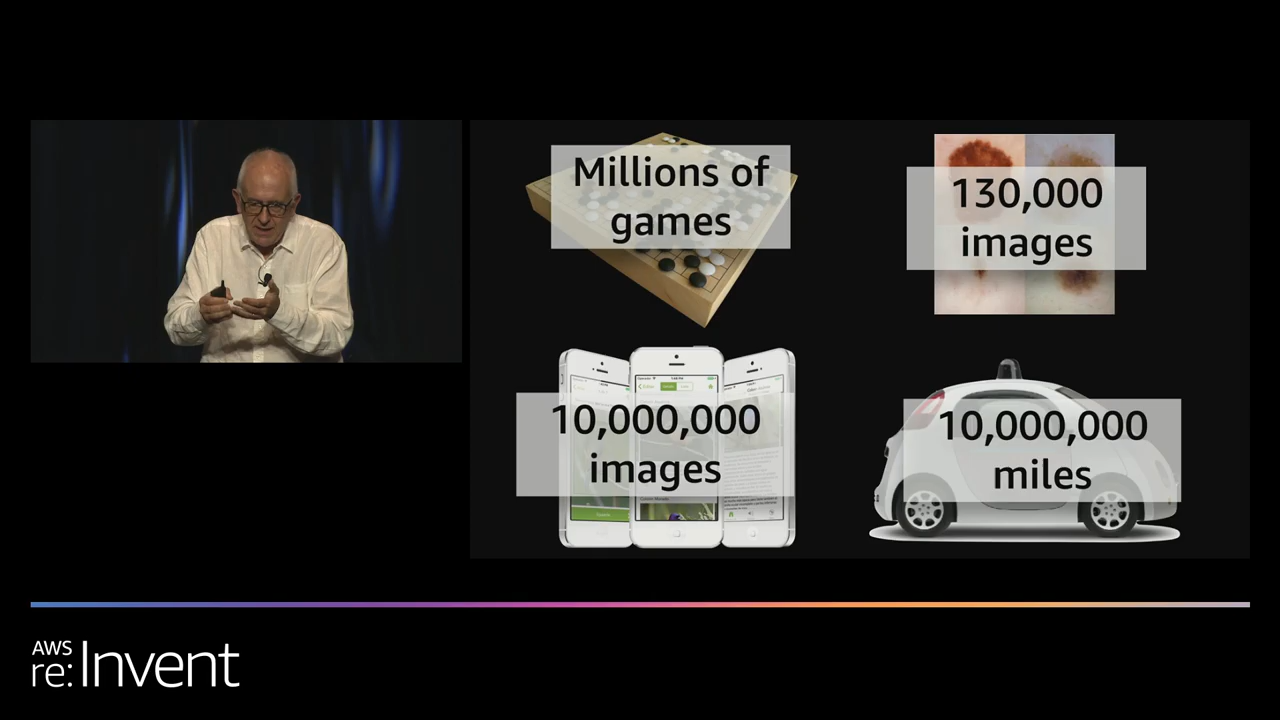 Millions of
games
130,000
images
10,000,000
images
10,000,000
miles
AWS
re:Invent